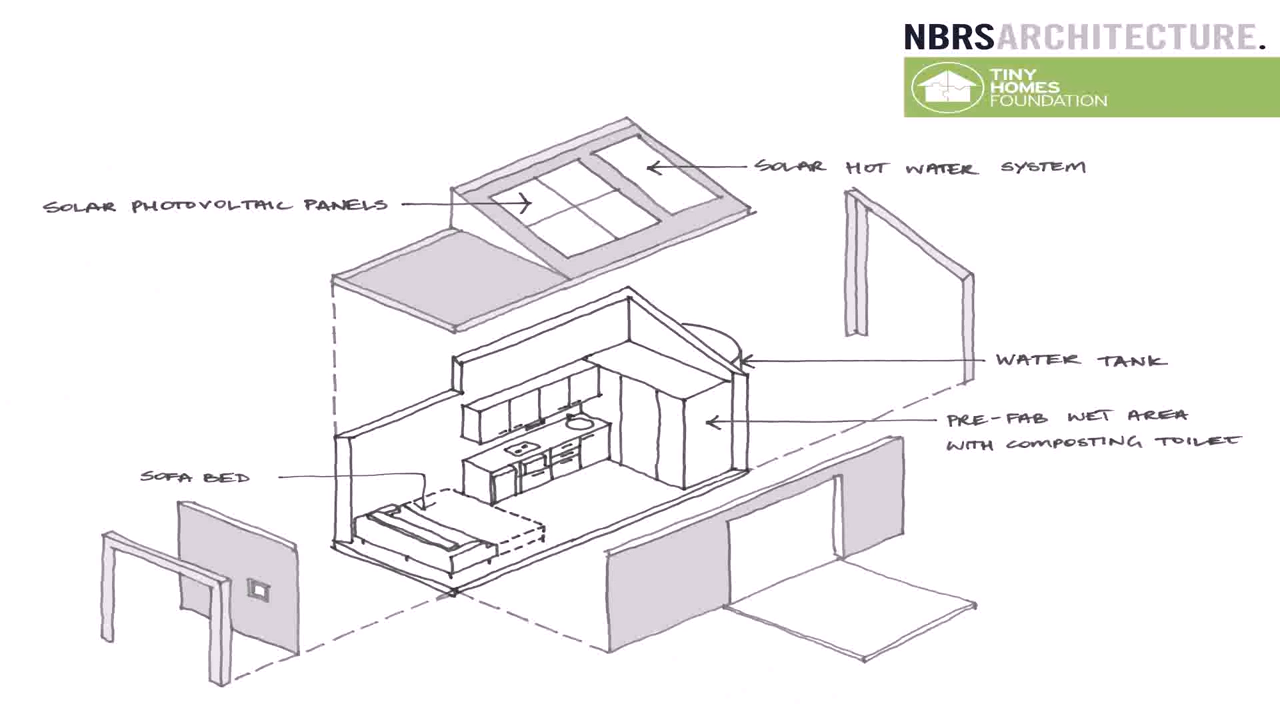 NBRSARCHITECTURE.
TINY
HOMES
FOUNDATION
SOLAR HOT WATER SYSTEM
SOLAR PHOTOVOLTAIC PANELS
WATER TANK
PRE-FAB WET AREA
WITH COMPOSTING TOILET
SOFA BED